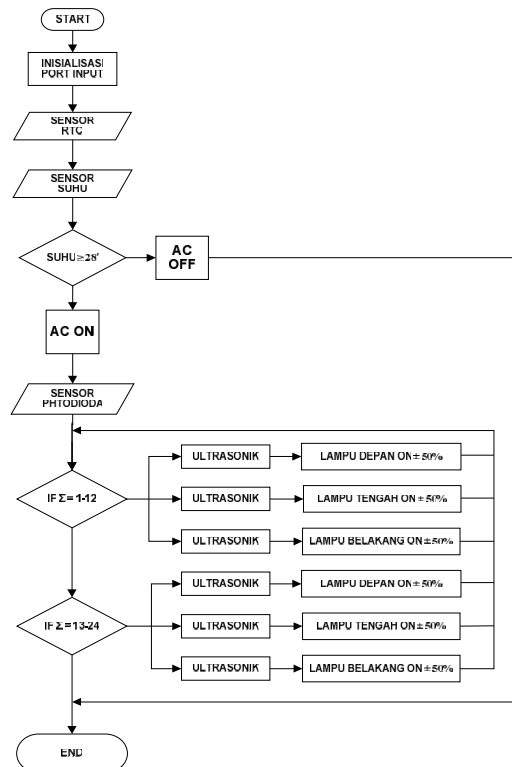 START
INISIALISASI
PORT INPUT
SENSOR
RTC
SENSOR
SUHU
SUHU≥28°
AC
OFF
AC ON
SENSOR
PHTODIODA
ULTRASONIK
LAMPU DEPAN ON±50%
IF Σ=1-12
ULTRASONIK
LAMPU TENGAH ON±50%
ULTRASONIK
LAMPU BELAKANG ON±50%
ULTRASONIK
LAMPU DEPAN ON±50%
IF Σ=13-24
ULTRASONIK
LAMPU TENGAH ON±50%
ULTRASONIK
LAMPU BELAKANG ON±50%
END